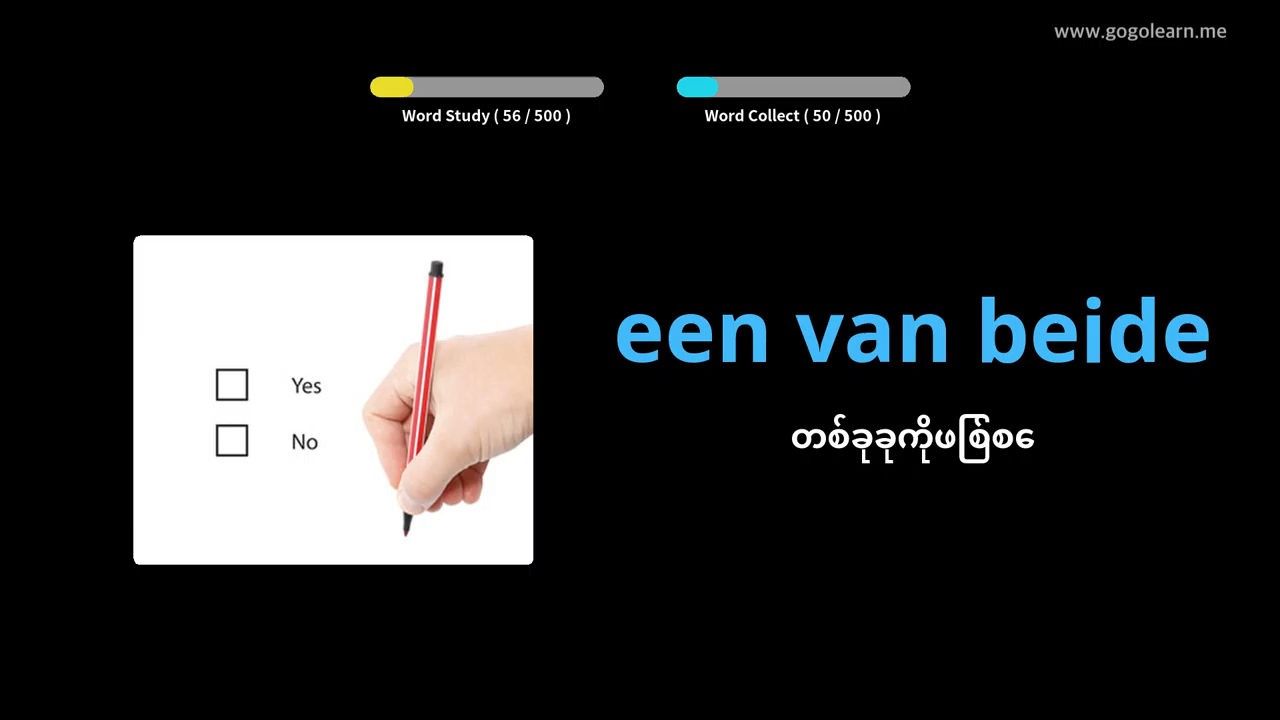 www.gogolearn.me
Word Study ( 56 / 500 )
Word Collect ( 50 / 500 )
een van beide
တစ်ခုခုကိုဖြစ်စေ
Yes
No